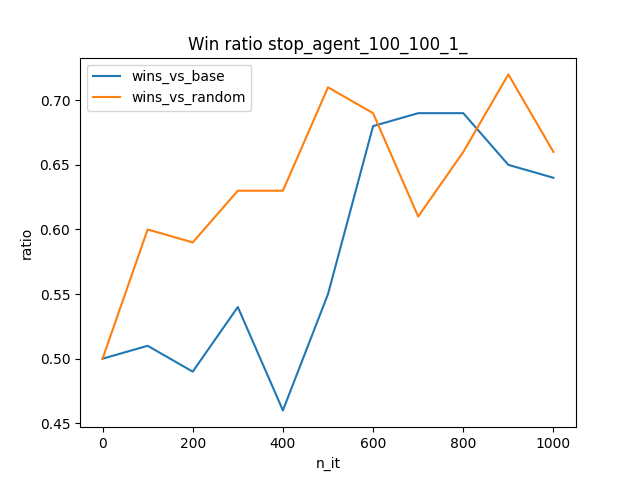 Win ratio stop_agent_100_100_1_
wins_vs_base
wins_vs_random
0.70
0.65
0.60
0.55
0.50
0.45
ratio
0 200 400 600 800 1000
n_it